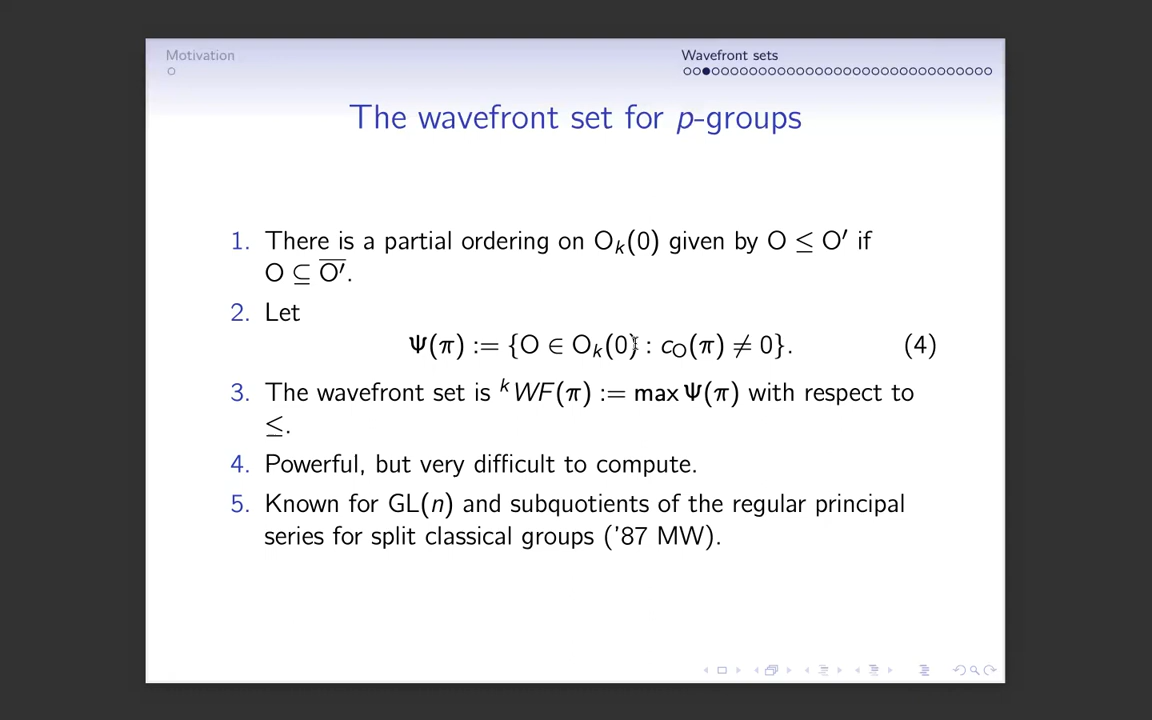 Motivation
Wavefront sets
The wavefront set for p-groups
1. There is a partial ordering on Oₖ(0) given by O ≤ O′ if
O ⊆ O̅′̅.
2. Let
Ψ(π) := {O ∈ Oₖ(0) : c_O(π) ≠ 0}. (4)
3. The wavefront set is ᵏWF(π) := max Ψ(π) with respect to
≤.
4. Powerful, but very difficult to compute.
5. Known for GL(n) and subquotients of the regular principal
series for split classical groups ('87 MW).